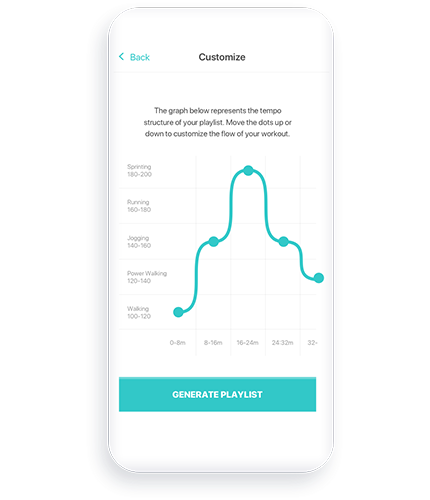 Back
Customize
The graph below represents the tempo
structure of your playlist. Move the dots up or
down to customize the flow of your workout.
Sprinting
180-200
Running
160-180
Jogging
140-160
Power Walking
120-140
Walking
100-120
0-8m 8-16m 16-24m 24:32m 32-
GENERATE PLAYLIST